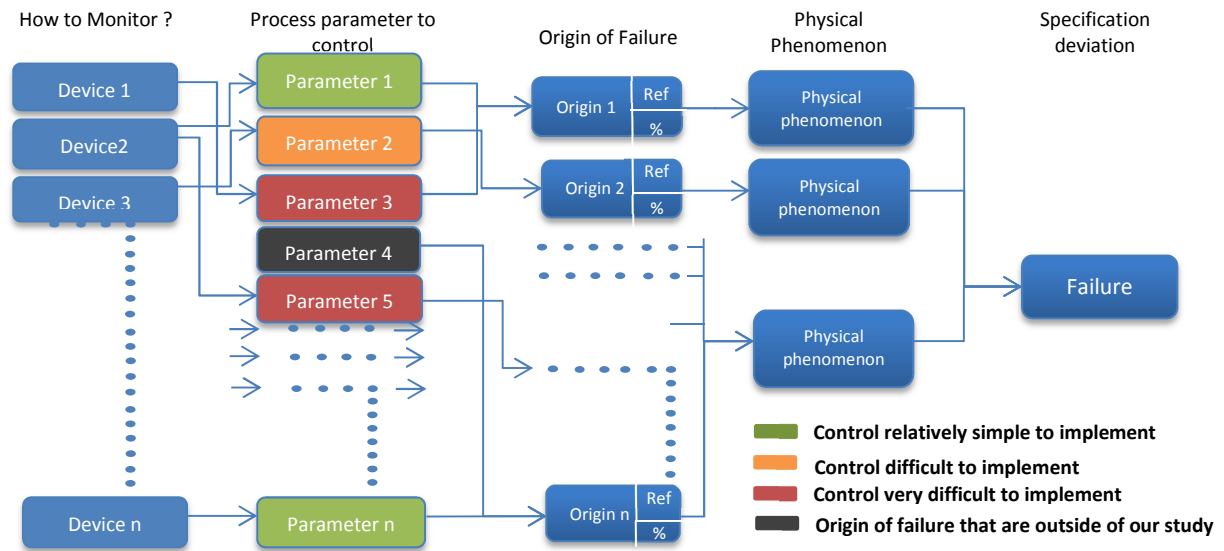 How to Monitor ?
Process parameter to
control
Origin of Failure
Physical
Phenomenon
Specification
deviation
Device 1
Device2
Device 3
Device n
Parameter 1
Parameter 2
Parameter 3
Parameter 4
Parameter 5
Parameter n
Origin 1
Ref
%
Origin 2
Ref
%
Origin n
Ref
%
Physical
phenomenon
Physical
phenomenon
Physical
phenomenon
Failure
Control relatively simple to implement
Control difficult to implement
Control very difficult to implement
Origin of failure that are outside of our study